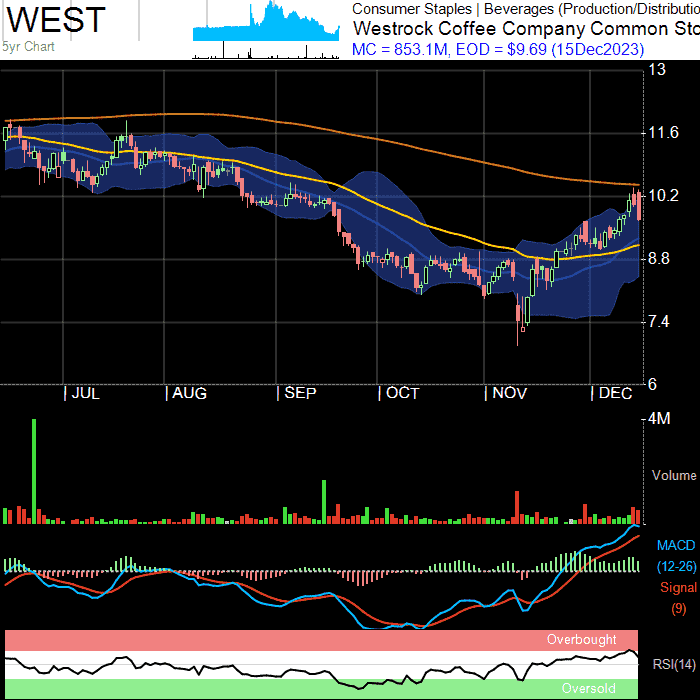 WEST
5yr Chart
Consumer Staples | Beverages (Production/Distributio
Westrock Coffee Company Common Sto
MC = 853.1M, EOD = $9.69 (15Dec2023)
13
11.6
10.2
8.8
7.4
6
| JUL | AUG | SEP | OCT | NOV | DEC
4M
Volume
MACD
(12-26)
Signal
(9)
Overbought
RSI(14)
Oversold